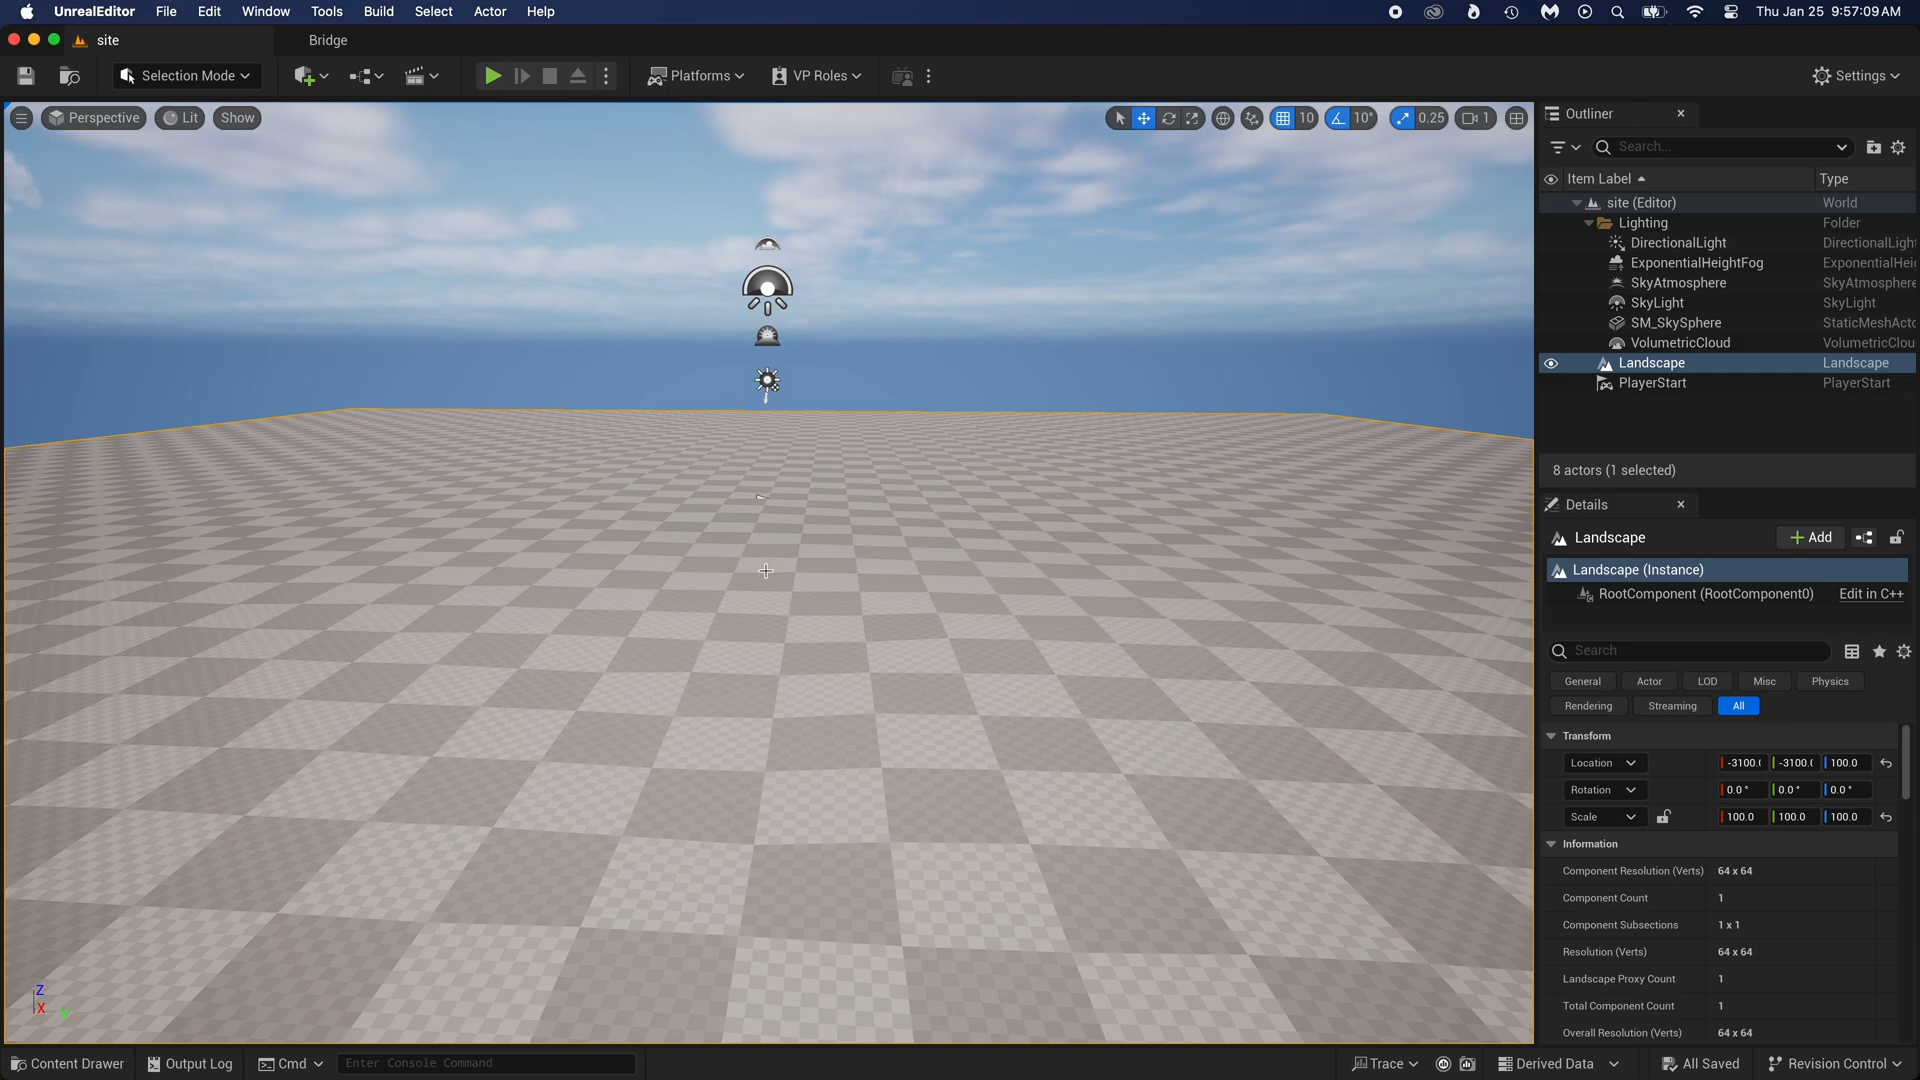 UnrealEditor File Edit Window Tools Build Select Actor Help Thu Jan 25 9:57:09 AM
site Bridge
Selection Mode Platforms VP Roles Settings
Perspective Lit Show 10 10° 0.25 1
Outliner
Search...
Item Label Type
site (Editor) World
Lighting Folder
DirectionalLight DirectionalLight
ExponentialHeightFog ExponentialHei
SkyAtmosphere SkyAtmosphere
SkyLight SkyLight
SM_SkySphere StaticMeshActo
VolumetricCloud VolumetricClou
Landscape Landscape
PlayerStart PlayerStart
8 actors (1 selected)
Details
Landscape Add
Landscape (Instance)
RootComponent (RootComponent0) Edit in C++
Search
General Actor LOD Misc Physics
Rendering Streaming All
Transform
Location -3100.( -3100.( 100.0
Rotation 0.0° 0.0° 0.0°
Scale 100.0 100.0 100.0
Information
Component Resolution (Verts) 64 x 64
Component Count 1
Component Subsections 1 x 1
Resolution (Verts) 64 x 64
Landscape Proxy Count 1
Total Component Count 1
Overall Resolution (Verts) 64 x 64
Z
X
Y
Content Drawer Output Log Cmd Enter Console Command Trace Derived Data All Saved Revision Control